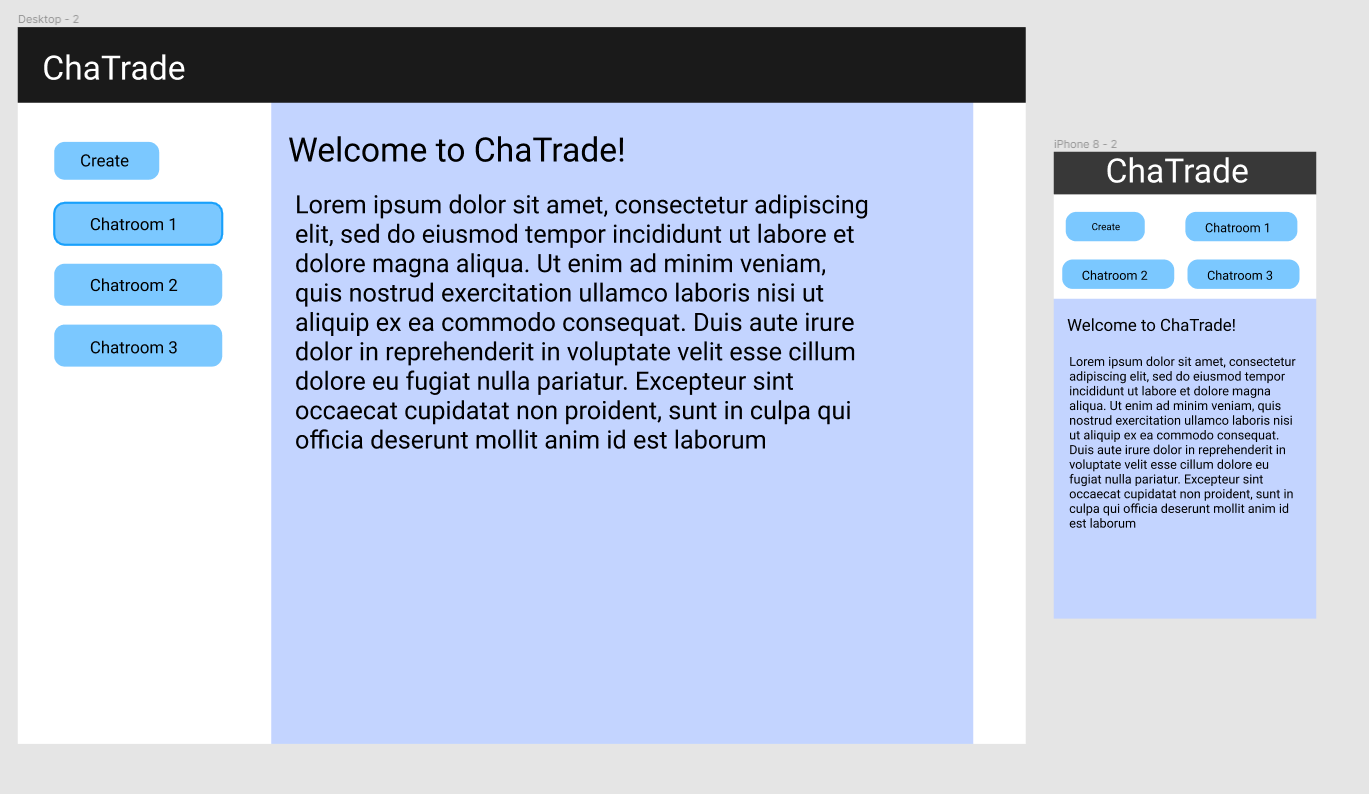 Desktop - 2
ChaTrade
Create
Chatroom 1
Chatroom 2
Chatroom 3
Welcome to ChaTrade!
Lorem ipsum dolor sit amet, consectetur adipiscing
elit, sed do eiusmod tempor incididunt ut labore et
dolore magna aliqua. Ut enim ad minim veniam,
quis nostrud exercitation ullamco laboris nisi ut
aliquip ex ea commodo consequat. Duis aute irure
dolor in reprehenderit in voluptate velit esse cillum
dolore eu fugiat nulla pariatur. Excepteur sint
occaecat cupidatat non proident, sunt in culpa qui
officia deserunt mollit anim id est laborum
iPhone 8 - 2
ChaTrade
Create
Chatroom 1
Chatroom 2
Chatroom 3
Welcome to ChaTrade!
Lorem ipsum dolor sit amet, consectetur
adipiscing elit, sed do eiusmod tempor
incididunt ut labore et dolore magna
aliqua. Ut enim ad minim veniam, quis
nostrud exercitation ullamco laboris nisi
ut aliquip ex ea commodo consequat.
Duis aute irure dolor in reprehenderit in
voluptate velit esse cillum dolore eu
fugiat nulla pariatur. Excepteur sint
occaecat cupidatat non proident, sunt in
culpa qui officia deserunt mollit anim id
est laborum